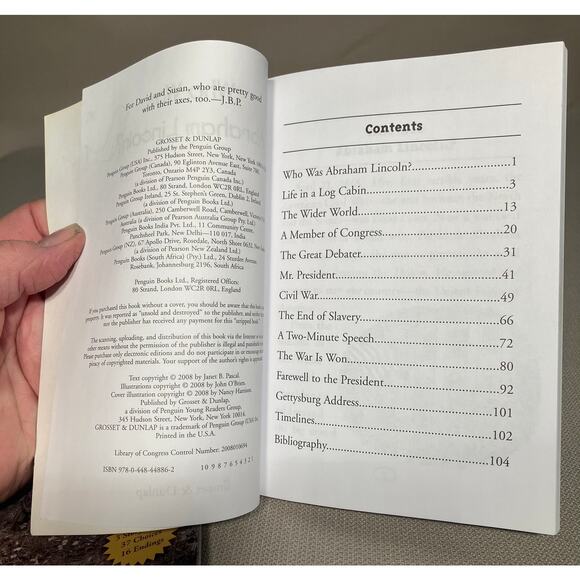 For David and Susan, who are pretty good
with their axes, too.—J.B.P.
GROSSET & DUNLAP
Published by the Penguin Group
Penguin Group (USA) Inc., 375 Hudson Street, New York, New York
Penguin Group (Canada), 90 Eglinton Avenue East, Suite 700,
Toronto, Ontario M4P 2Y3, Canada
(a division of Pearson Penguin Canada Inc.)
Penguin Books Ltd., 80 Strand, London WC2R 0RL, England
Penguin Group Ireland, 25 St. Stephen's Green, Dublin 2, Ireland
(a division of Penguin Books Ltd.)
Penguin Group (Australia), 250 Camberwell Road, Camberwell, Victoria
(a division of Pearson Australia Group Pty. Ltd.)
Penguin Books India Pvt. Ltd., 11 Community Centre,
Panchsheel Park, New Delhi—110 017, India
Penguin Group (NZ), 67 Apollo Drive, Rosedale, North Shore 0632,
(a division of Pearson New Zealand Ltd.)
Penguin Books (South Africa) (Pty.) Ltd., 24 Sturdee Avenue,
Rosebank, Johannesburg 2196, South Africa
Penguin Books Ltd., Registered Offices:
80 Strand, London WC2R 0RL, England
If you purchased this book without a cover, you should be aware that this book
property. It was reported as "unsold and destroyed" to the publisher, and neither
the publisher has received any payment for this "stripped book."
The scanning, uploading, and distribution of this book via the Internet or
other means without the permission of the publisher is illegal and punishable
Please purchase only electronic editions and do not participate in or encourage
piracy of copyrighted materials. Your support of the author's rights is
Text copyright © 2008 by Janet B. Pascal.
Illustrations copyright © 2008 by John O'Brien.
Cover illustration copyright © 2008 by Nancy Harrison.
Published by Grosset & Dunlap,
a division of Penguin Young Readers Group,
345 Hudson Street, New York, New York 10014.
GROSSET & DUNLAP is a trademark of Penguin Group (USA) Inc.
Printed in the U.S.A.
Library of Congress Control Number: 2008010694
ISBN 978-0-448-44886-2 10 9 8 7 6 5 4 3 2 1
Contents
Who Was Abraham Lincoln? 1
Life in a Log Cabin 3
The Wider World 13
A Member of Congress 20
The Great Debater 31
Mr. President 41
Civil War 49
The End of Slavery 66
A Two-Minute Speech 72
The War Is Won 80
Farewell to the President 92
Gettysburg Address 101
Timelines 102
Bibliography 104
37 Choices
16 Endings